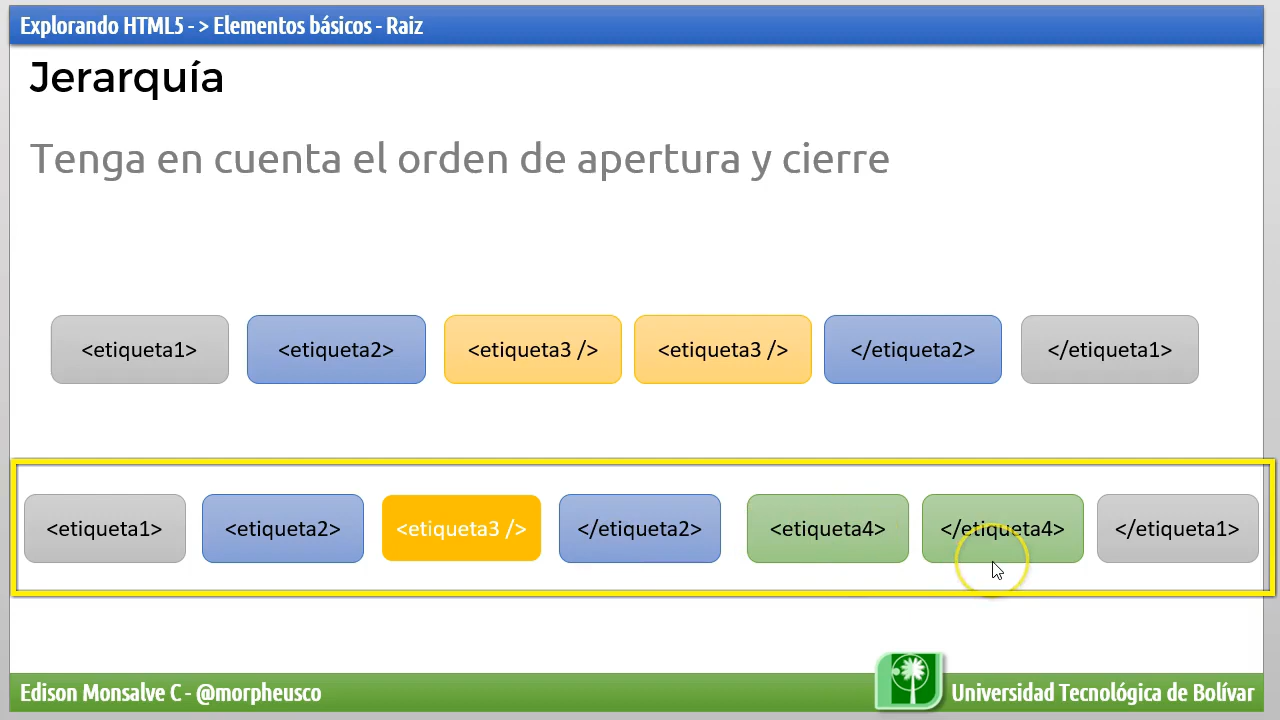 Explorando HTML5 - > Elementos básicos - Raiz
Jerarquía
Tenga en cuenta el orden de apertura y cierre
<etiqueta1> <etiqueta2> <etiqueta3 /> <etiqueta3 /> </etiqueta2> </etiqueta1>
<etiqueta1> <etiqueta2> <etiqueta3 /> </etiqueta2> <etiqueta4> </etiqueta4> </etiqueta1>
Edison Monsalve C - @morpheusco Universidad Tecnológica de Bolívar